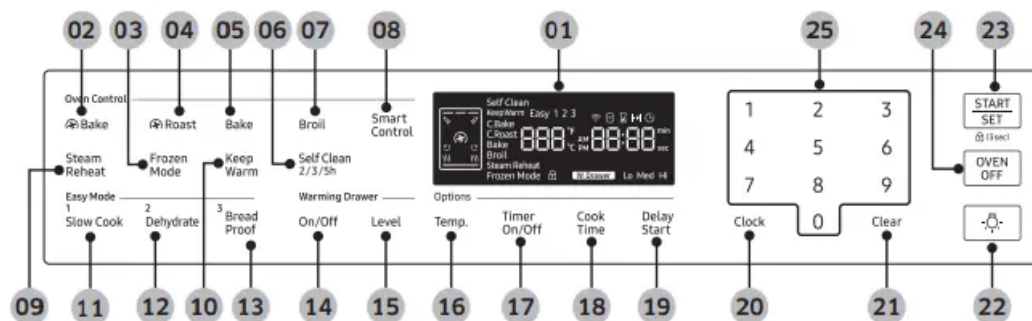 02 03 04 05 06 07 08 01 25 24 23
Oven Control
Bake Roast Bake Broil Smart
Control
Steam
Reheat
Frozen
Mode
Keep
Warm
Self Clean
2/3/5h
Self Clean
Keep Warm Easy 1 2 3
C.Bake
C.Roast
Bake
Broil
Steam Reheat
Frozen Mode W.Drawer Lo Med Hi
888 °F °C AM PM 88:88 min sec
1 2 3
4 5 6
7 8 9
0
START
SET
(3sec)
OVEN
OFF
Easy Mode
1
Slow Cook
2
Dehydrate
3
Bread
Proof
Warming Drawer
On/Off Level
Options
Temp. Timer
On/Off
Cook
Time
Delay
Start
Clock Clear
09 11 12 10 13 14 15 16 17 18 19 20 21 22